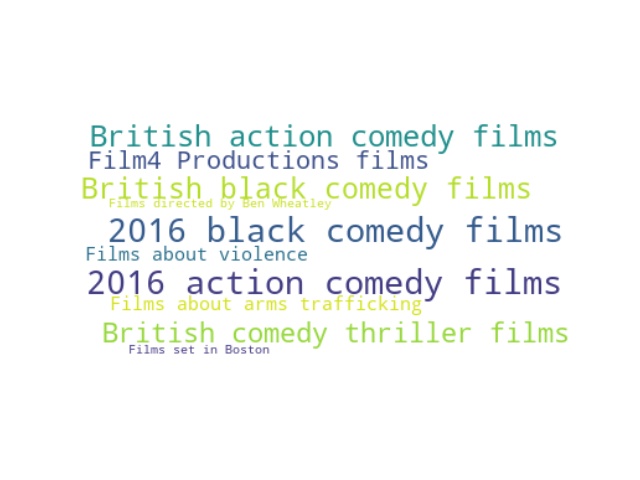 British action comedy films
Film4 Productions films
British black comedy films
Films directed by Ben Wheatley
2016 black comedy films
Films about violence
2016 action comedy films
Films about arms trafficking
British comedy thriller films
Films set in Boston